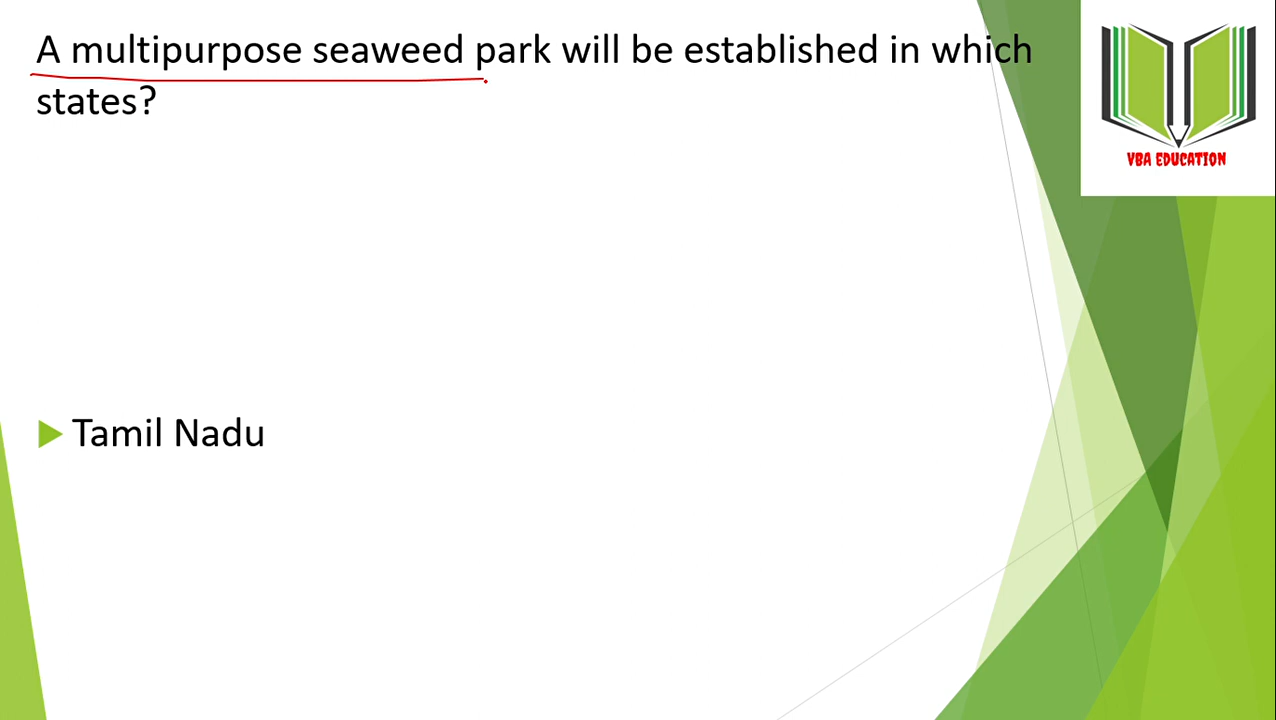 A multipurpose seaweed park will be established in which
states?
VBA EDUCATION
Tamil Nadu